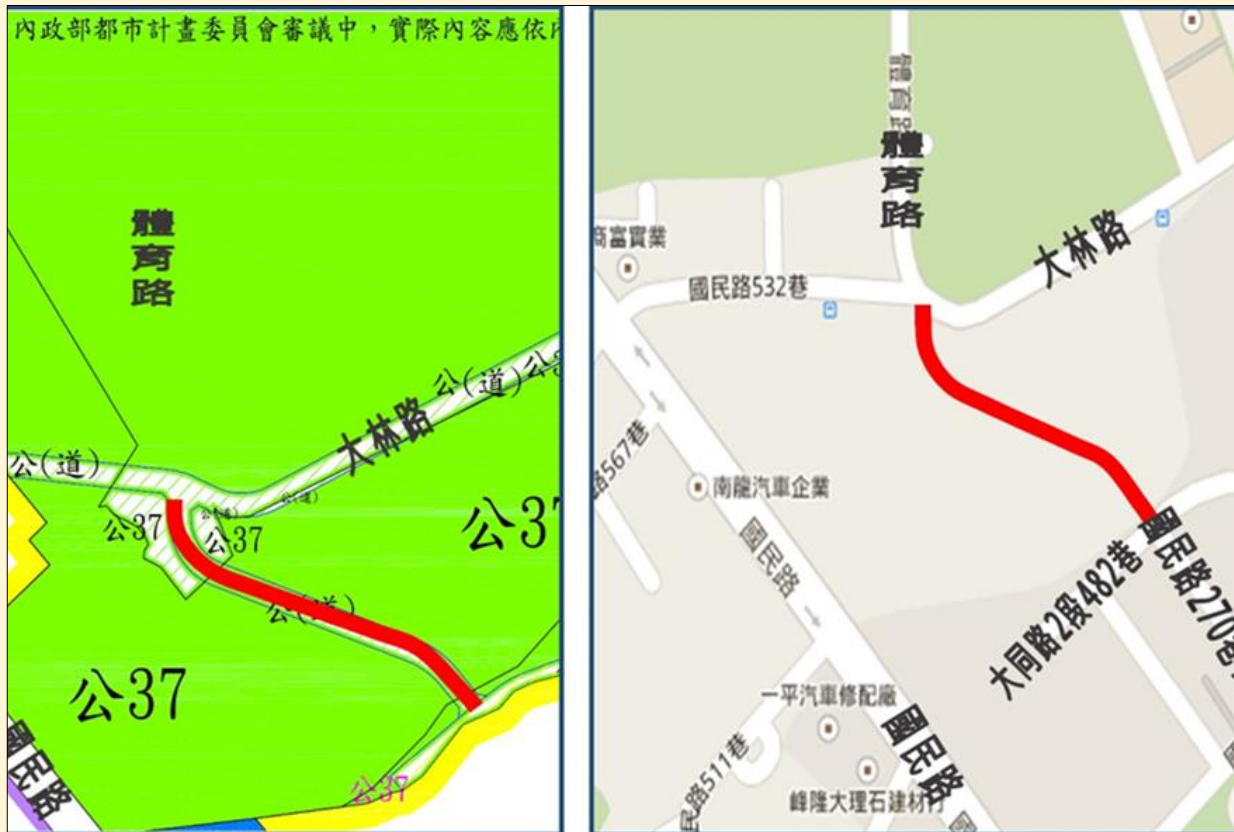 內政部都市計畫委員會審議中，實際內容應依
體育路
公(道)
大林路
公(道)
公(道)
公37
公37
公(道)
公37
公37
國民路
體育路
體育路
大林路
商富實業
國民路532巷
路567巷
南龍汽車企業
國民路
大同路2段482巷
國民路270巷
一平汽車修配廠
國民路
民路511巷
峰隆大理石建材行